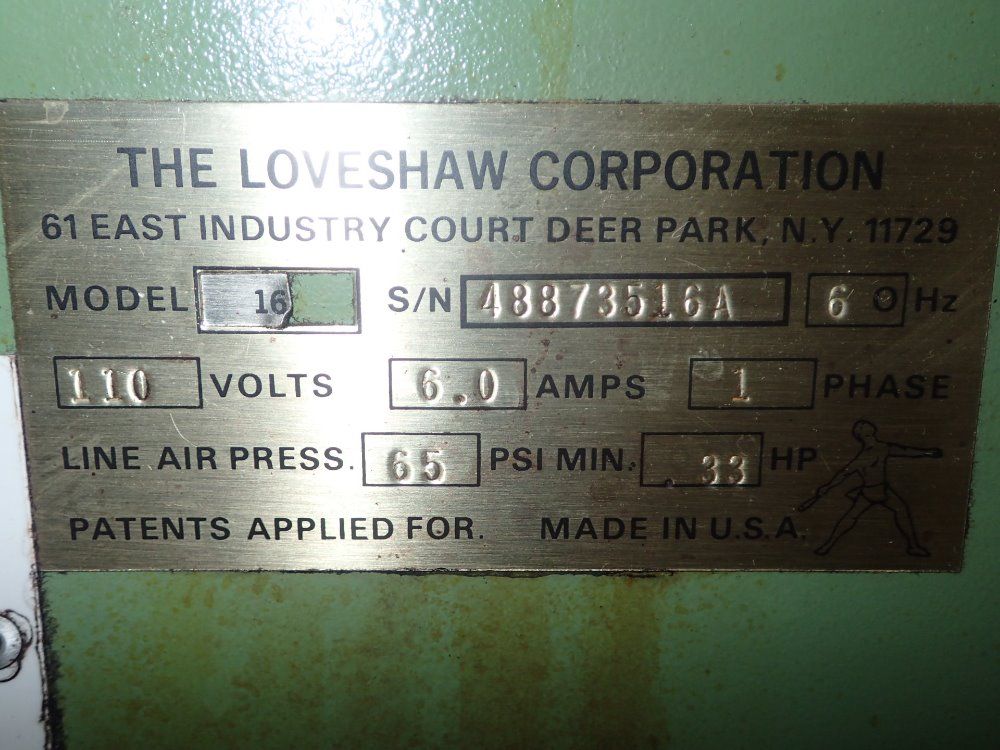 THE LOVESHAW CORPORATION
61 EAST INDUSTRY COURT DEER PARK, N.Y. 11729
MODEL 16 S/N 48873516A 60 Hz
110 VOLTS 6.0 AMPS 1 PHASE
LINE AIR PRESS. 65 PSI MIN. .33 HP
PATENTS APPLIED FOR. MADE IN U.S.A.